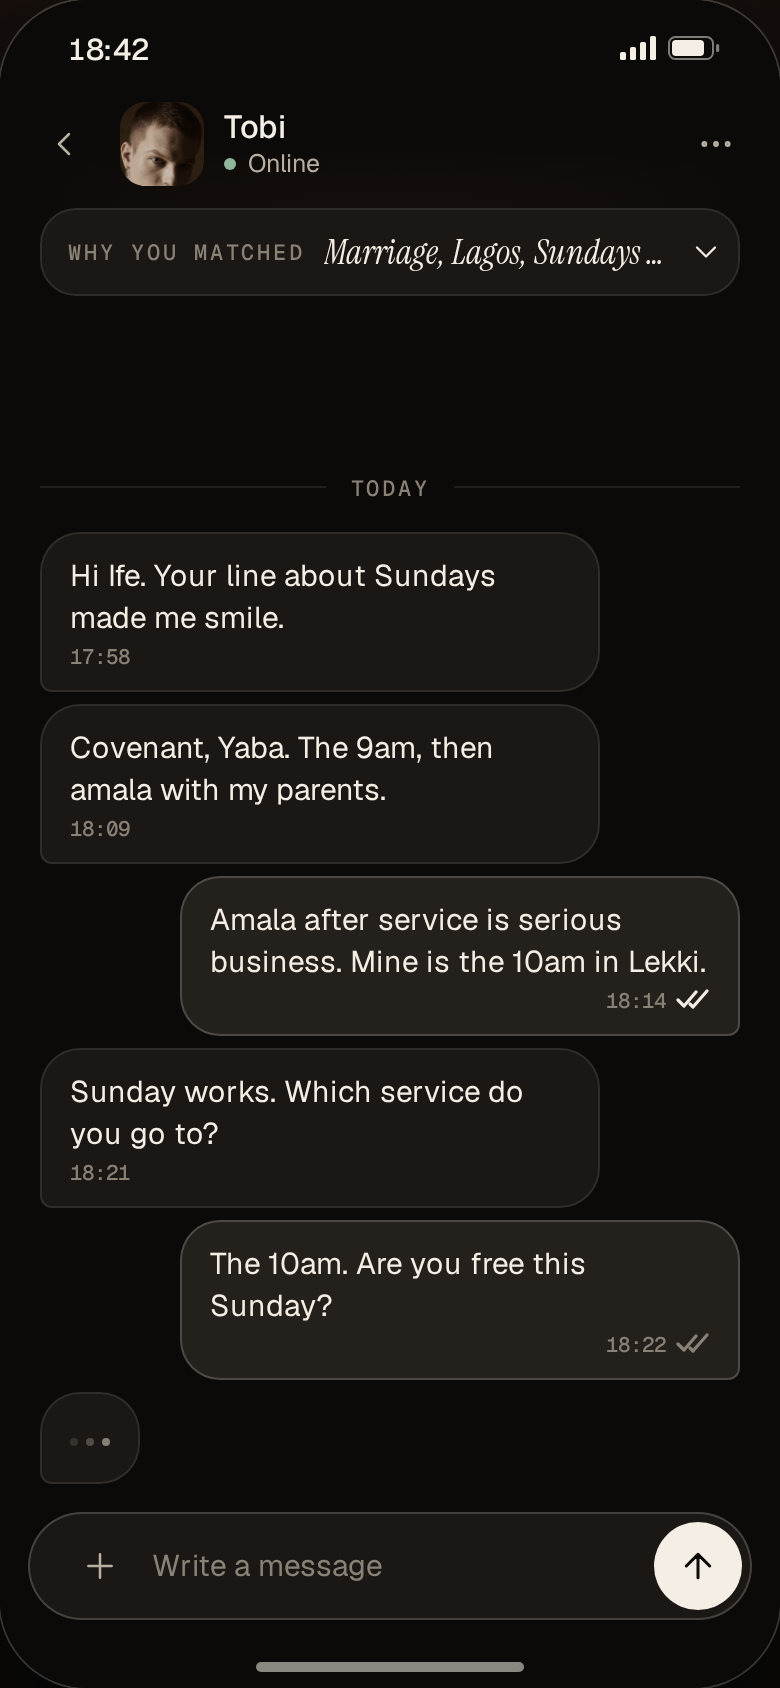 18:42
Tobi
Online
WHY YOU MATCHED Marriage, Lagos, Sundays ...
TODAY
Hi Ife. Your line about Sundays
made me smile.
17:58
Covenant, Yaba. The 9am, then
amala with my parents.
18:09
Amala after service is serious
business. Mine is the 10am in Lekki.
18:14
Sunday works. Which service do
you go to?
18:21
The 10am. Are you free this
Sunday?
18:22
Write a message